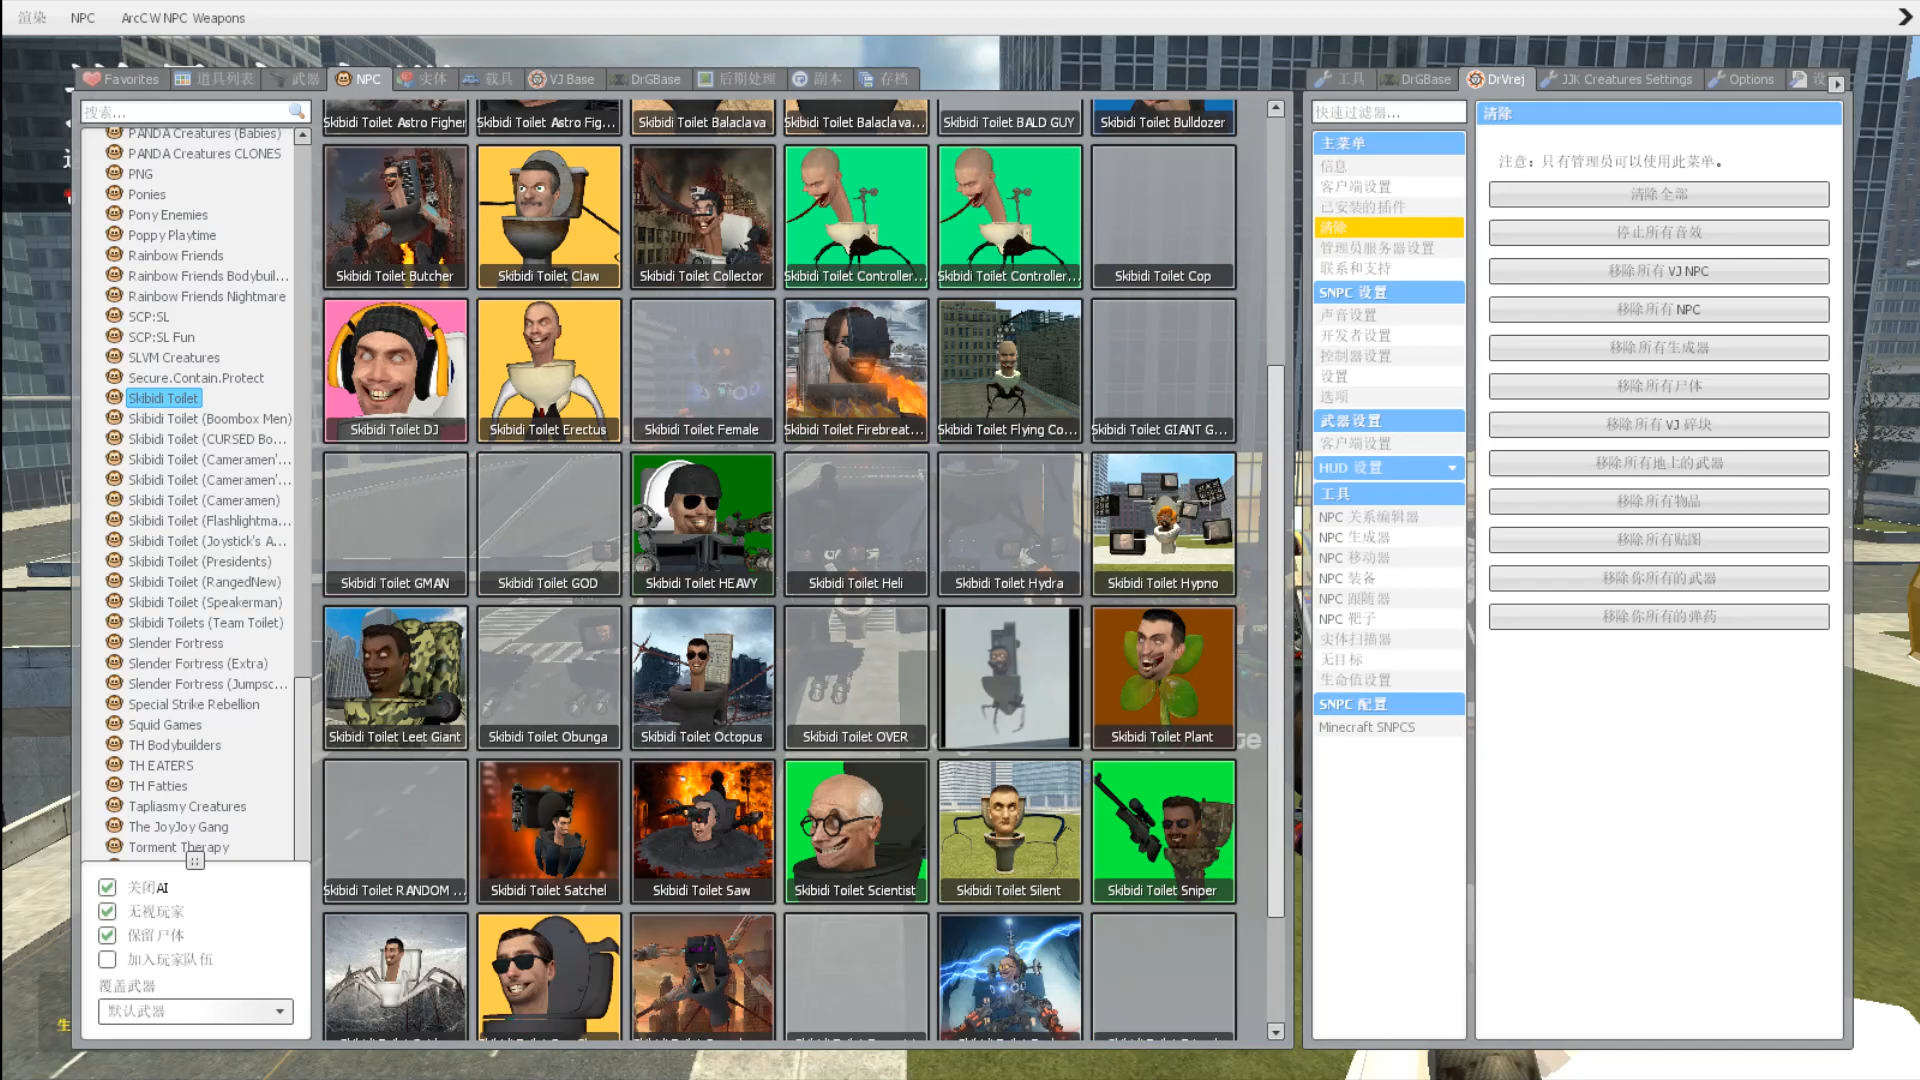 渲染 NPC ArcCW NPC Weapons
Favorites 道具列表 武器 NPC 实体 载具 VJ Base DrGBase 后期处理 副本 存档
搜索...
PANDA Creatures (Babies)
PANDA Creatures CLONES
PNG
Ponies
Pony Enemies
Poppy Playtime
Rainbow Friends
Rainbow Friends Bodybuil...
Rainbow Friends Nightmare
SCP:SL
SCP:SL Fun
SLVM Creatures
Secure.Contain.Protect
Skibidi Toilet
Skibidi Toilet (Boombox Men)
Skibidi Toilet (CURSED Bo...
Skibidi Toilet (Cameramen'...
Skibidi Toilet (Cameramen'...
Skibidi Toilet (Cameramen)
Skibidi Toilet (Flashlightma...
Skibidi Toilet (Joystick's A...
Skibidi Toilet (Presidents)
Skibidi Toilet (RangedNew)
Skibidi Toilet (Speakerman)
Skibidi Toilets (Team Toilet)
Slender Fortress
Slender Fortress (Extra)
Slender Fortress (Jumpsc...
Special Strike Rebellion
Squid Games
TH Bodybuilders
TH EATERS
TH Fatties
Tapliasmy Creatures
The JoyJoy Gang
Torment Therapy
关闭AI
无视玩家
保留尸体
加入玩家队伍
覆盖武器
默认武器
Skibidi Toilet Astro Figher Skibidi Toilet Astro Fig... Skibidi Toilet Balaclava Skibidi Toilet Balaclava... Skibidi Toilet BALD GUY Skibidi Toilet Bulldozer
Skibidi Toilet Butcher Skibidi Toilet Claw Skibidi Toilet Collector Skibidi Toilet Controller... Skibidi Toilet Controller... Skibidi Toilet Cop
Skibidi Toilet DJ Skibidi Toilet Erectus Skibidi Toilet Female Skibidi Toilet Firebreat... Skibidi Toilet Flying Co... Skibidi Toilet GIANT G...
Skibidi Toilet GMAN Skibidi Toilet GOD Skibidi Toilet HEAVY Skibidi Toilet Heli Skibidi Toilet Hydra Skibidi Toilet Hypno
Skibidi Toilet Leet Giant Skibidi Toilet Obunga Skibidi Toilet Octopus Skibidi Toilet OVER Skibidi Toilet Plant
Skibidi Toilet RANDOM ... Skibidi Toilet Satchel Skibidi Toilet Saw Skibidi Toilet Scientist Skibidi Toilet Silent Skibidi Toilet Sniper
工具 DrGBase DrVrej JJK Creatures Settings Options
快速过滤器...
主菜单
信息
客户端设置
已安装的插件
清除
管理员服务器设置
联系和支持
SNPC 设置
声音设置
开发者设置
控制器设置
设置
选项
武器设置
客户端设置
HUD 设置
工具
NPC 关系编辑器
NPC 生成器
NPC 移动器
NPC 装备
NPC 跟随器
NPC 靶子
实体扫描器
无目标
生命值设置
SNPC 配置
Minecraft SNPCS
清除
注意：只有管理员可以使用此菜单。
清除全部
停止所有音效
移除所有 VJ NPC
移除所有 NPC
移除所有生成器
移除所有尸体
移除所有 VJ 碎块
移除所有地上的武器
移除所有物品
移除所有贴图
移除你所有的武器
移除你所有的弹药
生